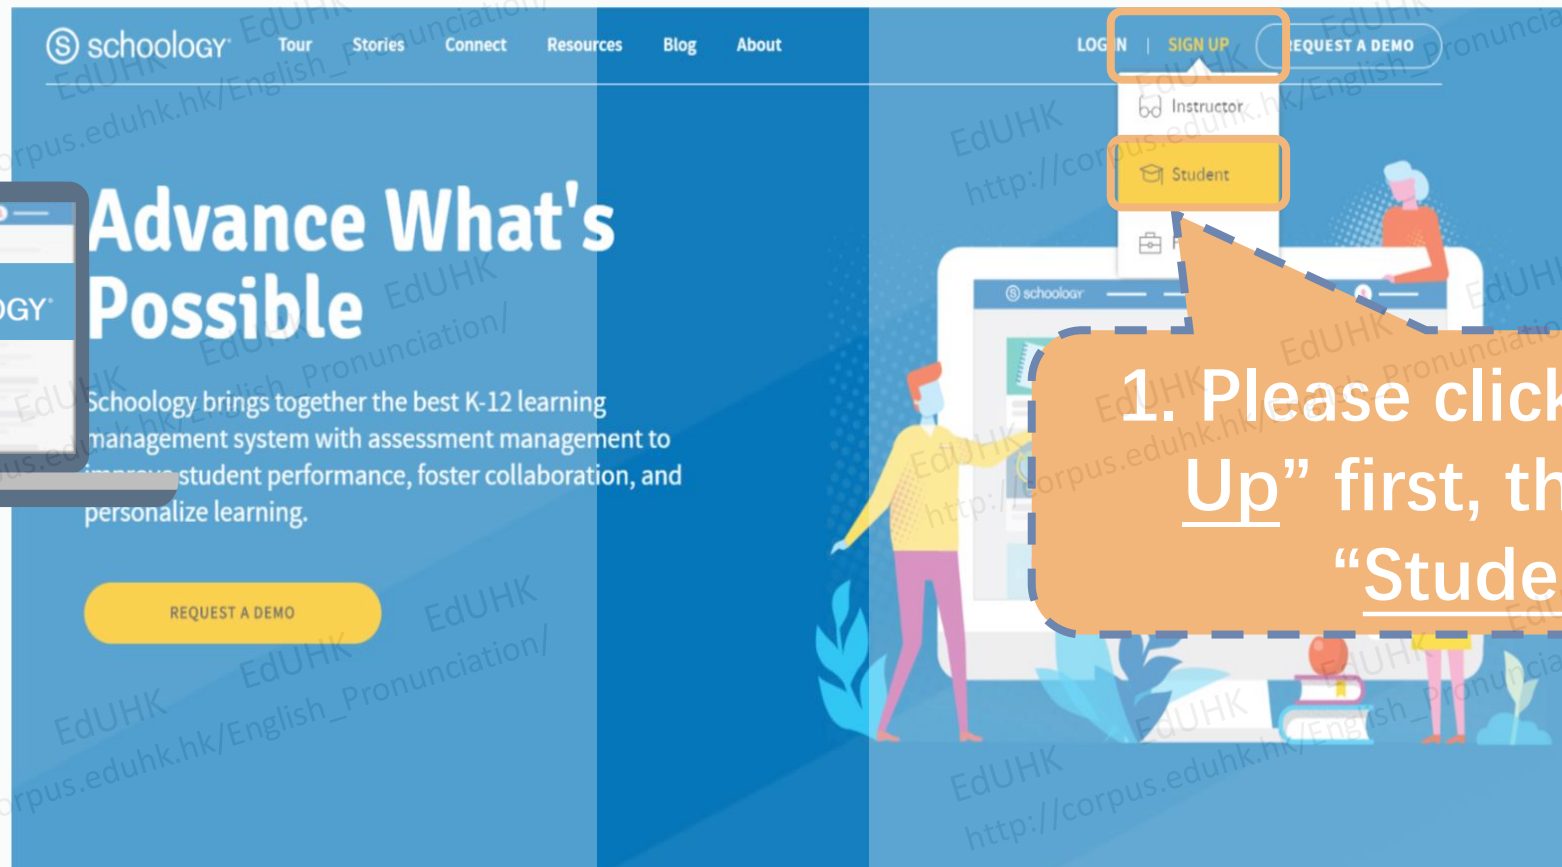 schoology
Tour Stories Connect Resources Blog About
LOG IN | SIGN UP REQUEST A DEMO
Instructor
Student
Advance What's
Possible
Schoology brings together the best K-12 learning
management system with assessment management to
student performance, foster collaboration, and
personalize learning.
REQUEST A DEMO
OGY
schoology
1. Please click
Up” first, th
“Stude
EdUHK
http://corpus.eduhk.hk/English_Pronunciation/